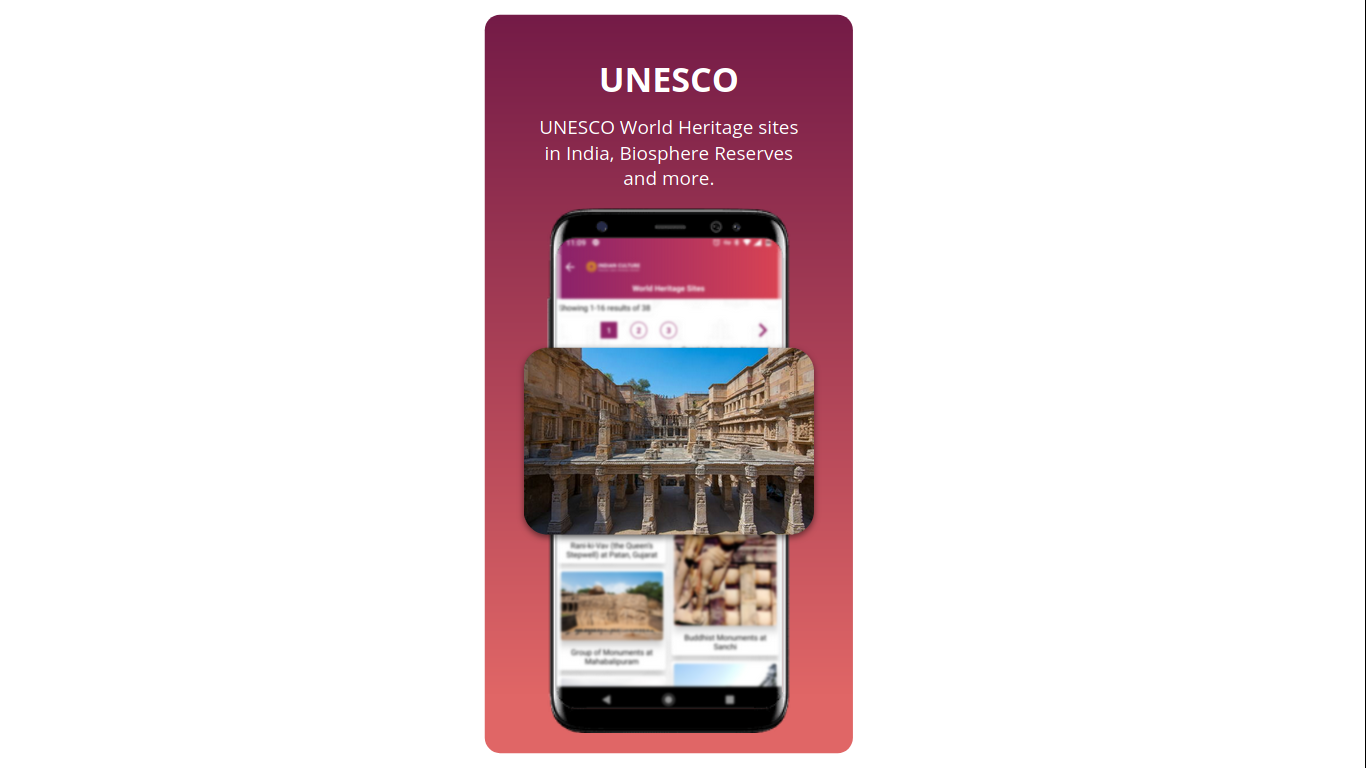 UNESCO
UNESCO World Heritage sites
in India, Biosphere Reserves
and more.
11:09
INDIAN CULTURE
World Heritage Sites
Showing 1-16 results of 38
1 2 3
Rani-ki-Vav (the Queen's
Stepwell) at Patan, Gujarat
Buddhist Monuments at
Sanchi
Group of Monuments at
Mahabalipuram